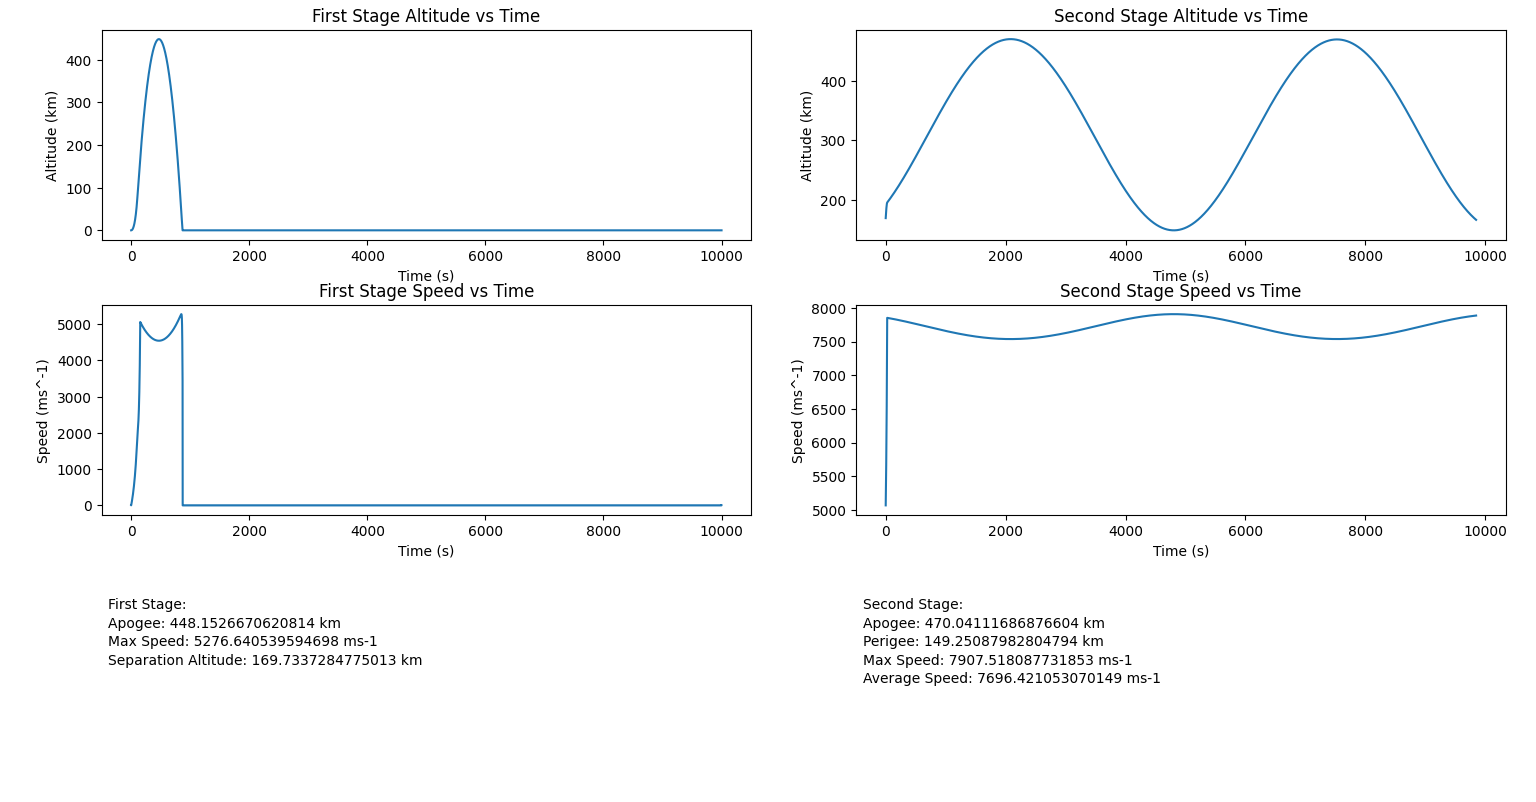 First Stage Altitude vs Time
Altitude (km)
400
300
200
100
0
0 2000 4000 6000 8000 10000
Time (s)
Second Stage Altitude vs Time
Altitude (km)
400
300
200
0 2000 4000 6000 8000 10000
Time (s)
First Stage Speed vs Time
Speed (ms^-1)
5000
4000
3000
2000
1000
0
0 2000 4000 6000 8000 10000
Time (s)
Second Stage Speed vs Time
Speed (ms^-1)
8000
7500
7000
6500
6000
5500
5000
0 2000 4000 6000 8000 10000
Time (s)
First Stage:
Apogee: 448.1526670620814 km
Max Speed: 5276.640539594698 ms-1
Separation Altitude: 169.7337284775013 km
Second Stage:
Apogee: 470.04111686876604 km
Perigee: 149.25087982804794 km
Max Speed: 7907.518087731853 ms-1
Average Speed: 7696.421053070149 ms-1